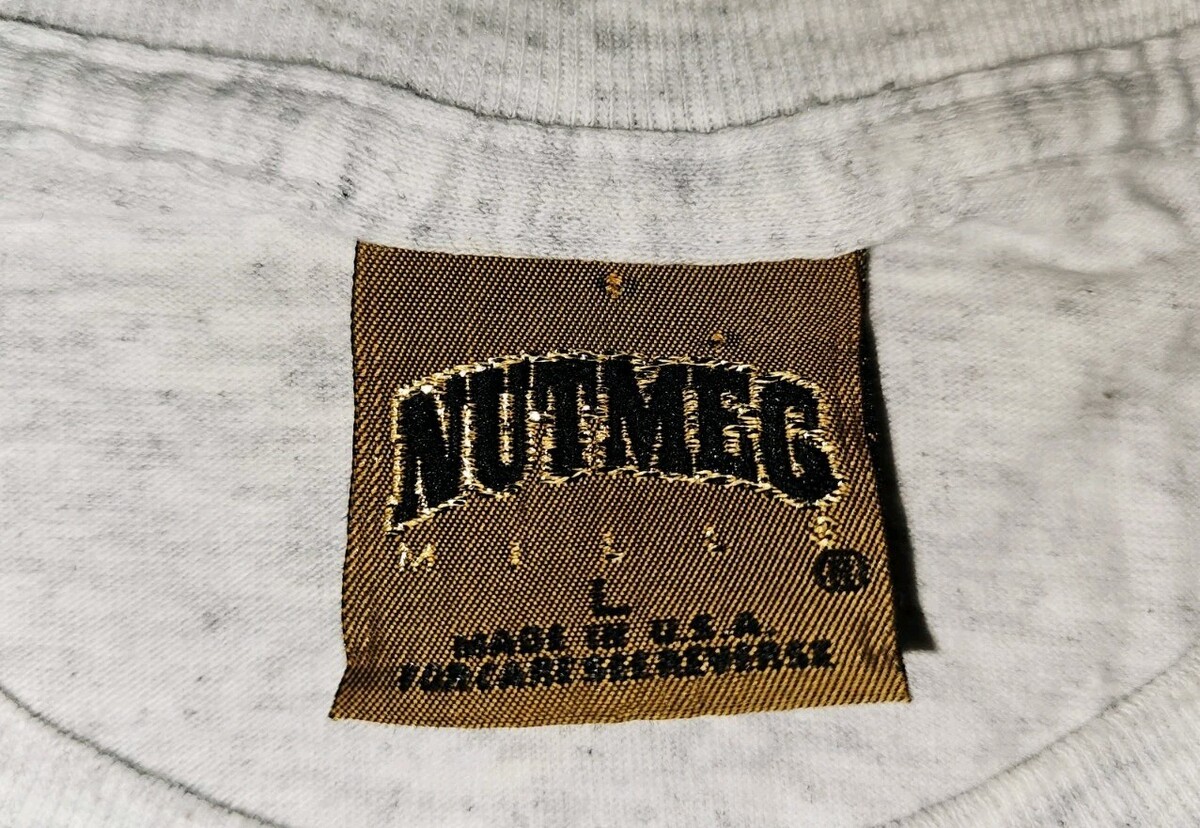 NUTMEG
MILLS
®
L
MADE IN U.S.A.
FOR CARE SEE REVERSE